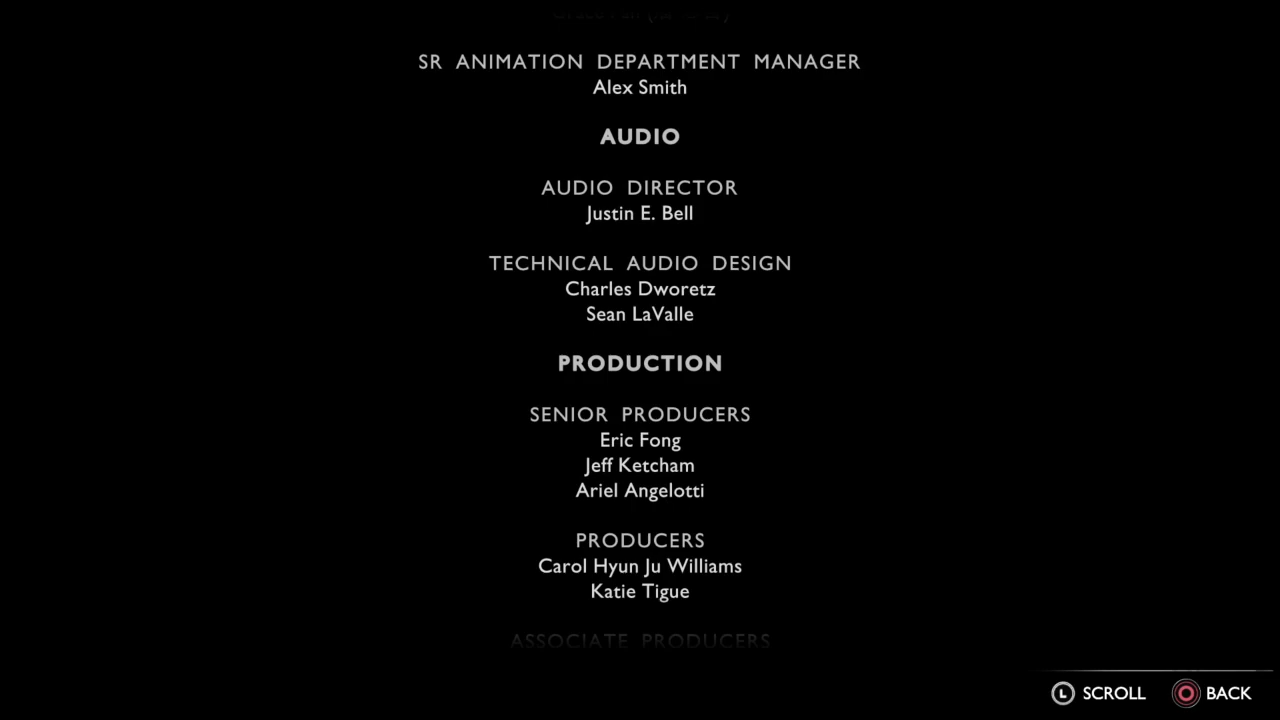 SR ANIMATION DEPARTMENT MANAGER
Alex Smith
AUDIO
AUDIO DIRECTOR
Justin E. Bell
TECHNICAL AUDIO DESIGN
Charles Dworetz
Sean LaValle
PRODUCTION
SENIOR PRODUCERS
Eric Fong
Jeff Ketcham
Ariel Angelotti
PRODUCERS
Carol Hyun Ju Williams
Katie Tigue
ASSOCIATE PRODUCERS
L SCROLL BACK